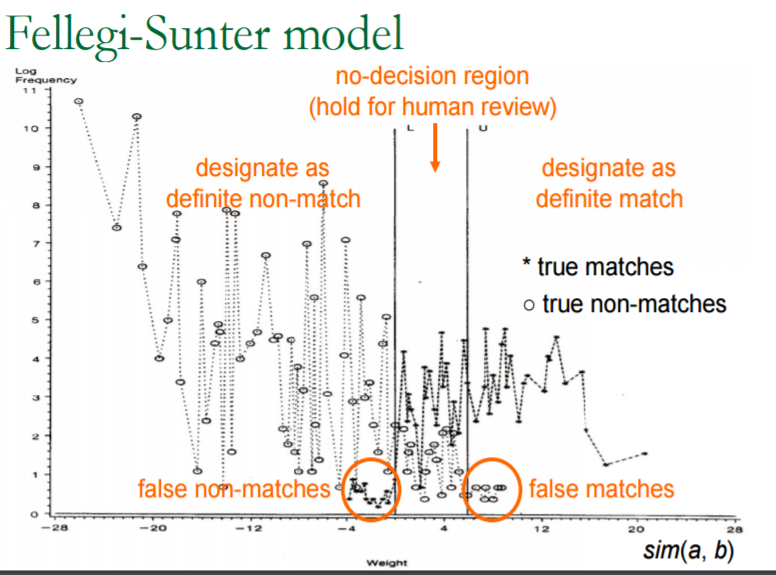 Fellegi-Sunter model
Log
Frequency
no-decision region
(hold for human review)
L
U
designate as
definite non-match
designate as
definite match
* true matches
o true non-matches
false non-matches
false matches
11
10
9
8
7
6
5
4
3
2
1
0
-28
-20
-12
-4
4
12
20
28
Weight
sim(a, b)